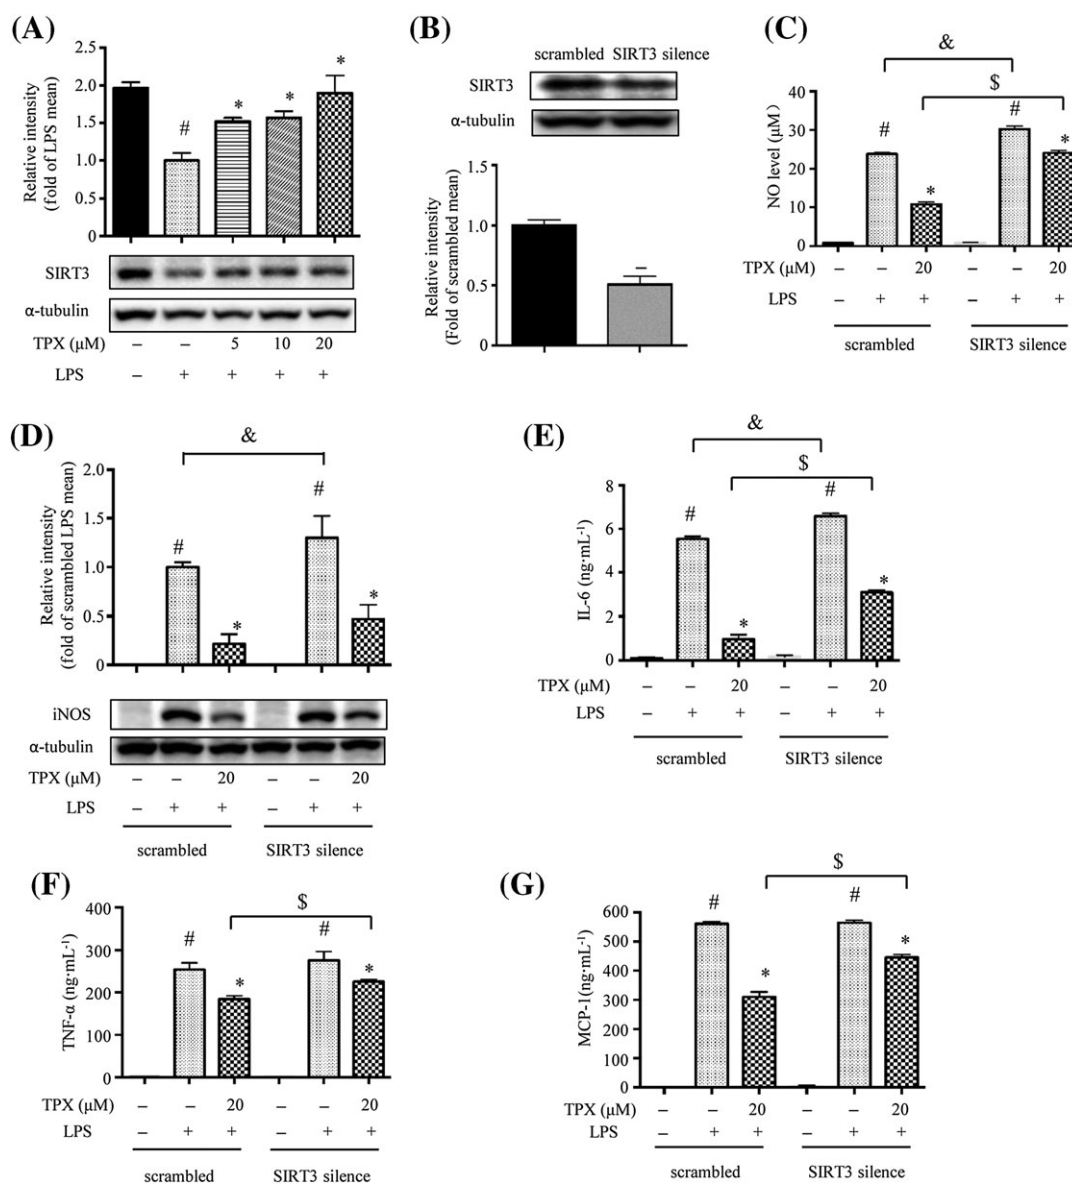 (A)
Relative intensity
(fold of LPS mean)
2.5
2.0
1.5
1.0
0.5
0
#
*
*
*
SIRT3
α-tubulin
TPX (μM) – – 5 10 20
LPS – + + + +
(B)
scrambled SIRT3 silence
SIRT3
α-tubulin
Relative intensity
(Fold of scrambled mean)
1.5
1.0
0.5
0
(C)
&
$
NO level (μM)
40
30
20
10
0
#
*
#
*
TPX (μM) – – 20 – – 20
LPS – + + – + +
scrambled SIRT3 silence
(D)
&
Relative intensity
(fold of scrambled LPS mean)
2.0
1.5
1.0
0.5
0
#
*
#
*
iNOS
α-tubulin
TPX (μM) – – 20 – – 20
LPS – + + – + +
scrambled SIRT3 silence
(E)
&
$
IL-6 (ng·mL-1)
8
6
4
2
0
#
*
#
*
TPX (μM) – – 20 – – 20
LPS – + + – + +
scrambled SIRT3 silence
(F)
$
TNF-α (ng·mL-1)
400
300
200
100
0
#
*
#
*
TPX (μM) – – 20 – – 20
LPS – + + – + +
scrambled SIRT3 silence
(G)
$
MCP-1(ng·mL-1)
600
500
400
300
200
100
0
#
*
#
*
TPX (μM) – – 20 – – 20
LPS – + + – + +
scrambled SIRT3 silence